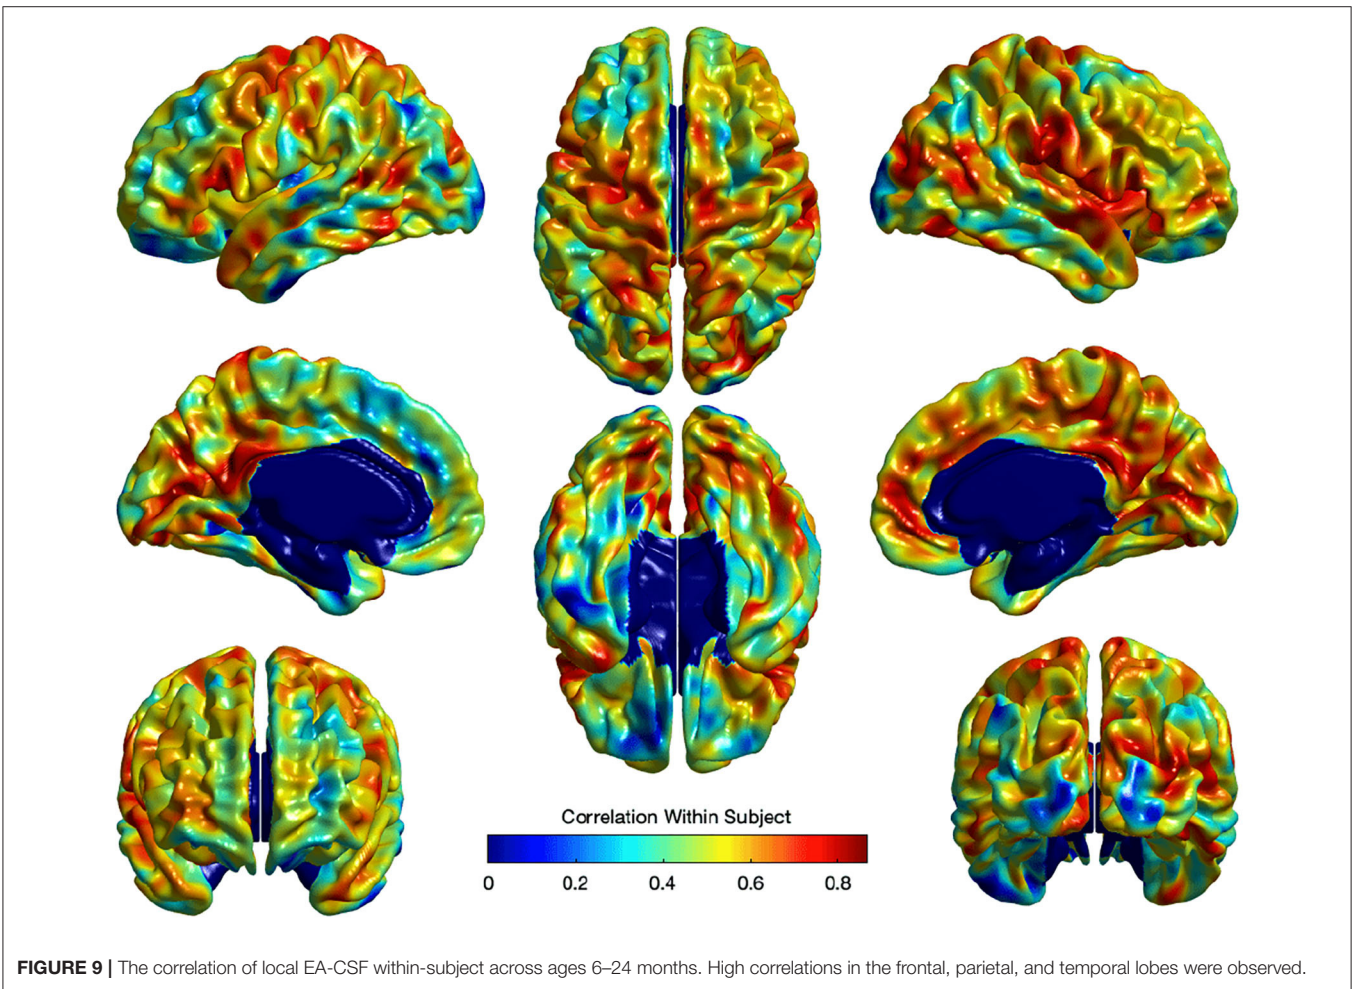 Correlation Within Subject
0 0.2 0.4 0.6 0.8
FIGURE 9 | The correlation of local EA-CSF within-subject across ages 6–24 months. High correlations in the frontal, parietal, and temporal lobes were observed.